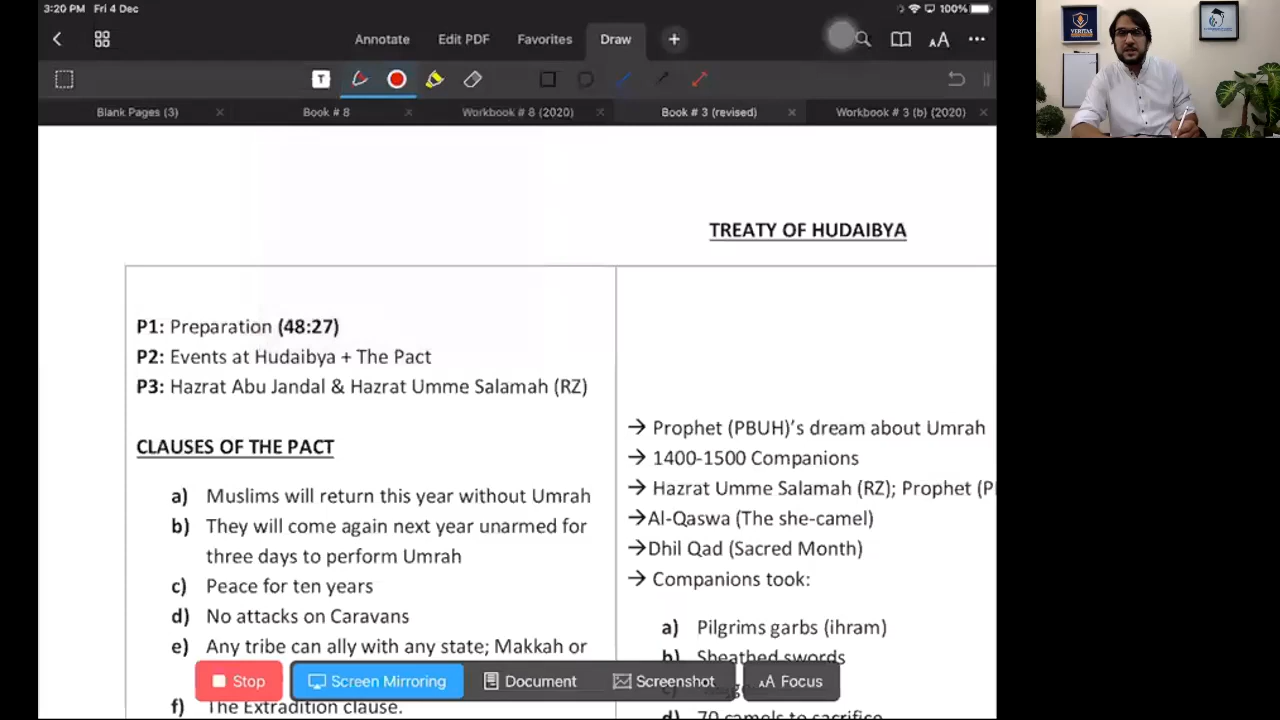 3:20 PM Fri 4 Dec
100%
Annotate Edit PDF Favorites Draw
T
Blank Pages (3) Book # 8 Workbook # 8 (2020) Book # 3 (revised) Workbook # 3 (b) (2020)
VERITAS
TREATY OF HUDAIBYA
P1: Preparation (48:27)
P2: Events at Hudaibya + The Pact
P3: Hazrat Abu Jandal & Hazrat Umme Salamah (RZ)
CLAUSES OF THE PACT
a) Muslims will return this year without Umrah
b) They will come again next year unarmed for
three days to perform Umrah
c) Peace for ten years
d) No attacks on Caravans
e) Any tribe can ally with any state; Makkah or
f) The Extradition clause.
→ Prophet (PBUH)'s dream about Umrah
→ 1400-1500 Companions
→ Hazrat Umme Salamah (RZ); Prophet
→Al-Qaswa (The she-camel)
→Dhil Qad (Sacred Month)
→ Companions took:
a) Pilgrims garbs (ihram)
b) Sheathed swords
d) 70 camels to sacrifice
Stop Screen Mirroring Document Screenshot AA Focus